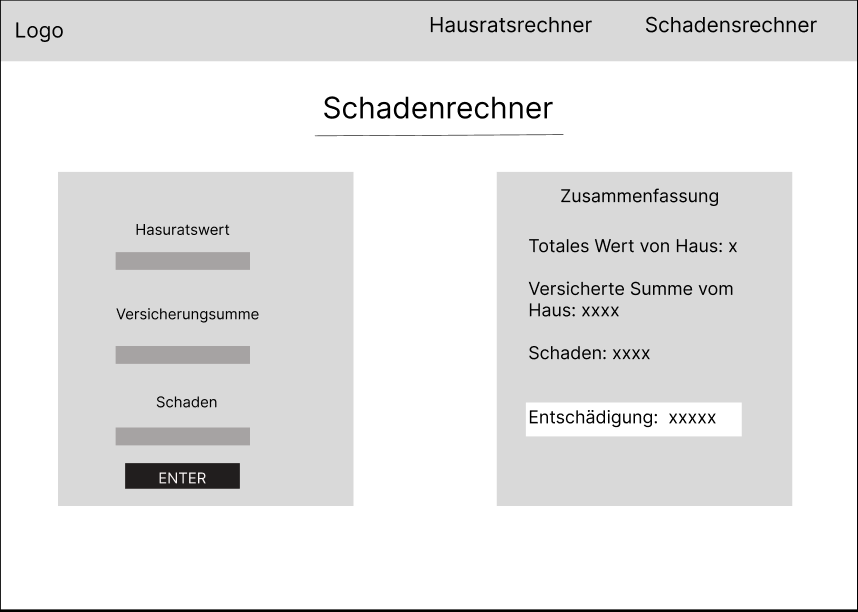 Logo
Hausratsrechner
Schadensrechner
Schadenrechner
Hasuratswert
Versicherungsumme
Schaden
ENTER
Zusammenfassung
Totales Wert von Haus: x
Versicherte Summe vom
Haus: xxxx
Schaden: xxxx
Entschädigung:  xxxxx